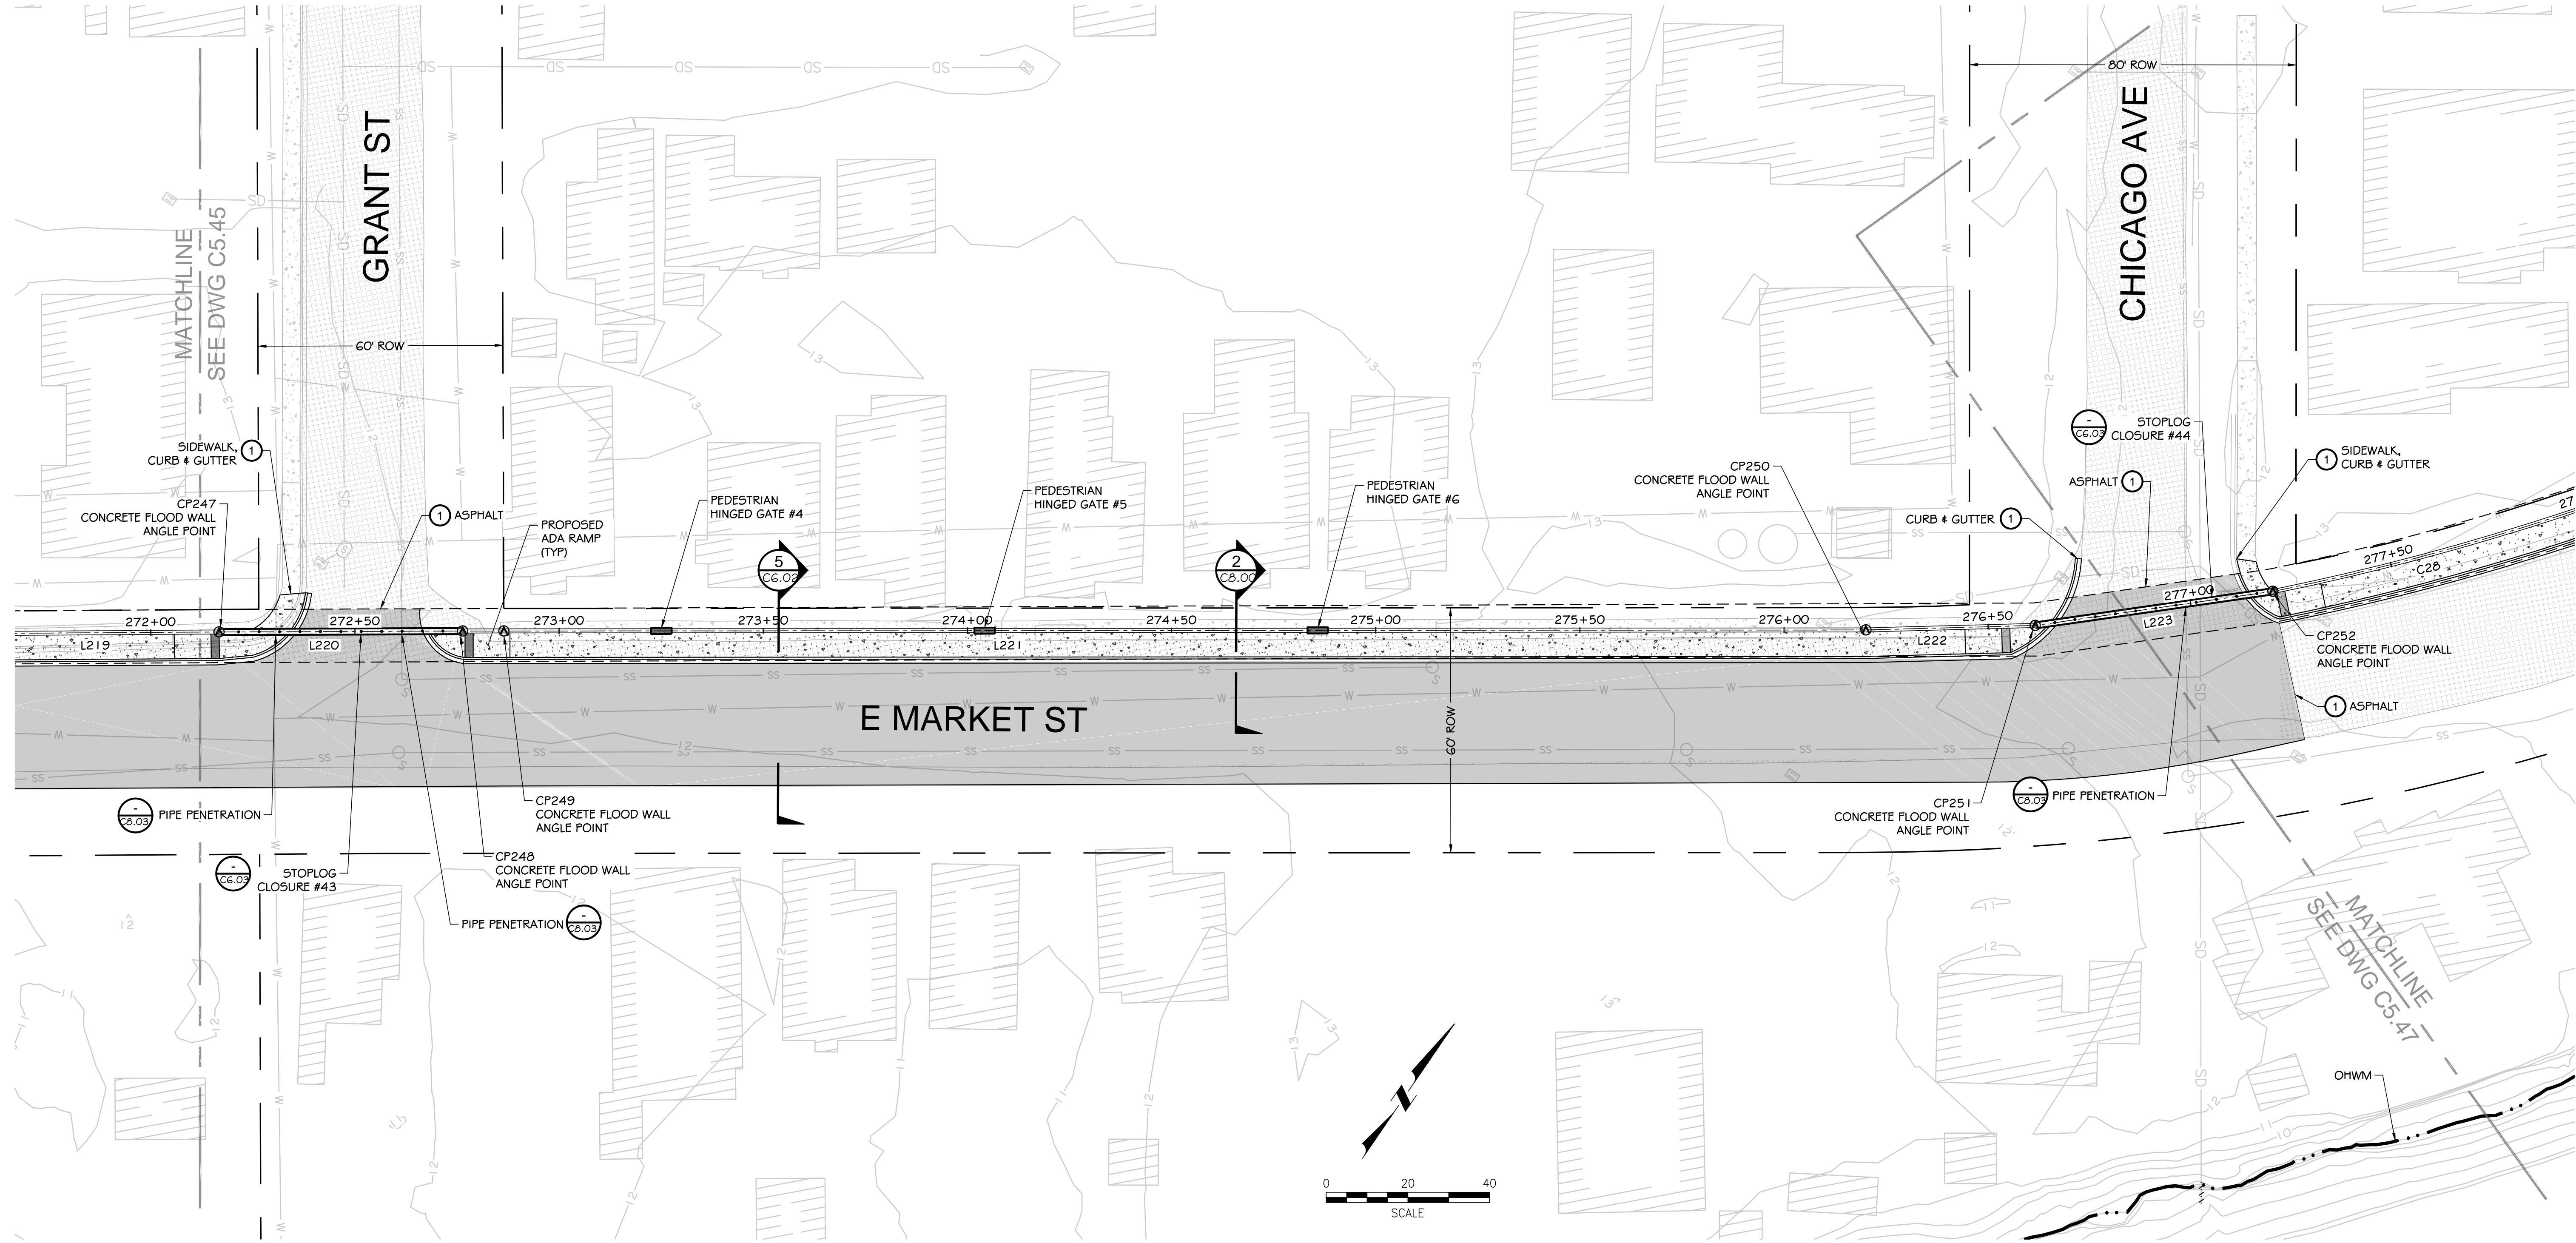 GRANT ST
CHICAGO AVE
80' ROW
60' ROW
MATCHLINE
SEE DWG C5.45
SIDEWALK,
CURB & GUTTER
1
CP247
CONCRETE FLOOD WALL
ANGLE POINT
1
ASPHALT
PROPOSED
ADA RAMP
(TYP)
PEDESTRIAN
HINGED GATE #4
5
C6.02
PEDESTRIAN
HINGED GATE #5
2
C8.00
PEDESTRIAN
HINGED GATE #6
CP250
CONCRETE FLOOD WALL
ANGLE POINT
-
C6.03
STOPLOG
CLOSURE #44
ASPHALT
1
CURB & GUTTER
1
1
SIDEWALK,
CURB & GUTTER
272+00
272+50
273+00
273+50
274+00
274+50
275+00
275+50
276+00
276+50
277+00
277+50
27
L219
L220
L221
L222
L223
C28
CP252
CONCRETE FLOOD WALL
ANGLE POINT
1
ASPHALT
E MARKET ST
60' ROW
-
C8.03
PIPE PENETRATION
CP249
CONCRETE FLOOD WALL
ANGLE POINT
-
C8.03
PIPE PENETRATION
CP251
CONCRETE FLOOD WALL
ANGLE POINT
-
C6.03
STOPLOG
CLOSURE #43
CP248
CONCRETE FLOOD WALL
ANGLE POINT
PIPE PENETRATION
-
C8.03
MATCHLINE
SEE DWG C5.47
OHWM
N
0 20 40
SCALE